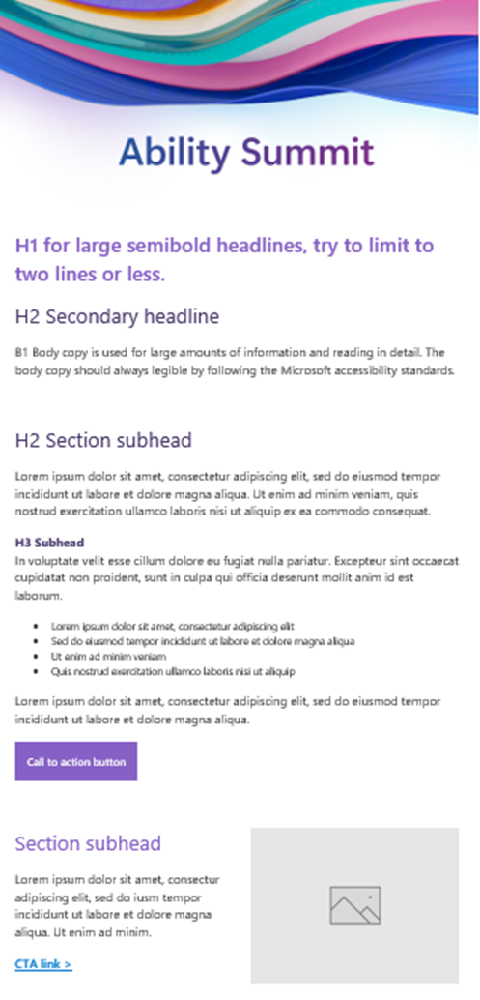 Ability Summit
H1 for large semibold headlines, try to limit to
two lines or less.
H2 Secondary headline
B1 Body copy is used for large amounts of information and reading in detail. The
body copy should always legible by following the Microsoft accessibility standards.
H2 Section subhead
Lorem ipsum dolor sit amet, consectetur adipiscing elit, sed do eiusmod tempor
incididunt ut labore et dolore magna aliqua. Ut enim ad minim veniam, quis
nostrud exercitation ullamco laboris nisi ut aliquip ex ea commodo consequat.
H3 Subhead
In voluptate velit esse cillum dolore eu fugiat nulla pariatur. Excepteur sint occaecat
cupidatat non proident, sunt in culpa qui officia deserunt mollit anim id est
laborum.
• Lorem ipsum dolor sit amet, consectetur adipiscing elit
• Sed do eiusmod tempor incididunt ut labore et dolore magna aliqua
• Ut enim ad minim veniam
• Quis nostrud exercitation ullamco laboris nisi ut aliquip
Lorem ipsum dolor sit amet, consectetur adipiscing elit, sed do eiusmod tempor
incididunt ut labore et dolore magna aliqua.
Call to action button
Section subhead
Lorem ipsum dolor sit amet, consectur
adipiscing elit, sed do iusm tempor
incididunt ut labore et dolore magna
aliqua. Ut enim ad minim.
CTA link >